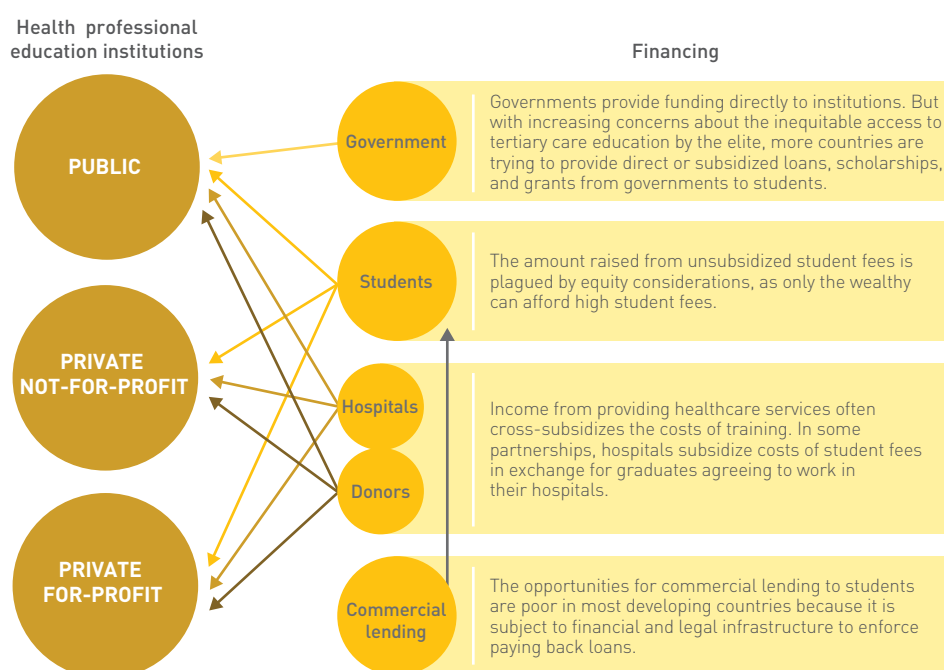 Health professional
education institutions
Financing
PUBLIC
PRIVATE
NOT-FOR-PROFIT
PRIVATE
FOR-PROFIT
Government
Governments provide funding directly to institutions. But
with increasing concerns about the inequitable access to
tertiary care education by the elite, more countries are
trying to provide direct or subsidized loans, scholarships,
and grants from governments to students.
Students
The amount raised from unsubsidized student fees is
plagued by equity considerations, as only the wealthy
can afford high student fees.
Hospitals
Donors
Income from providing healthcare services often
cross-subsidizes the costs of training. In some
partnerships, hospitals subsidize costs of student fees
in exchange for graduates agreeing to work in
their hospitals.
Commercial
lending
The opportunities for commercial lending to students
are poor in most developing countries because it is
subject to financial and legal infrastructure to enforce
paying back loans.